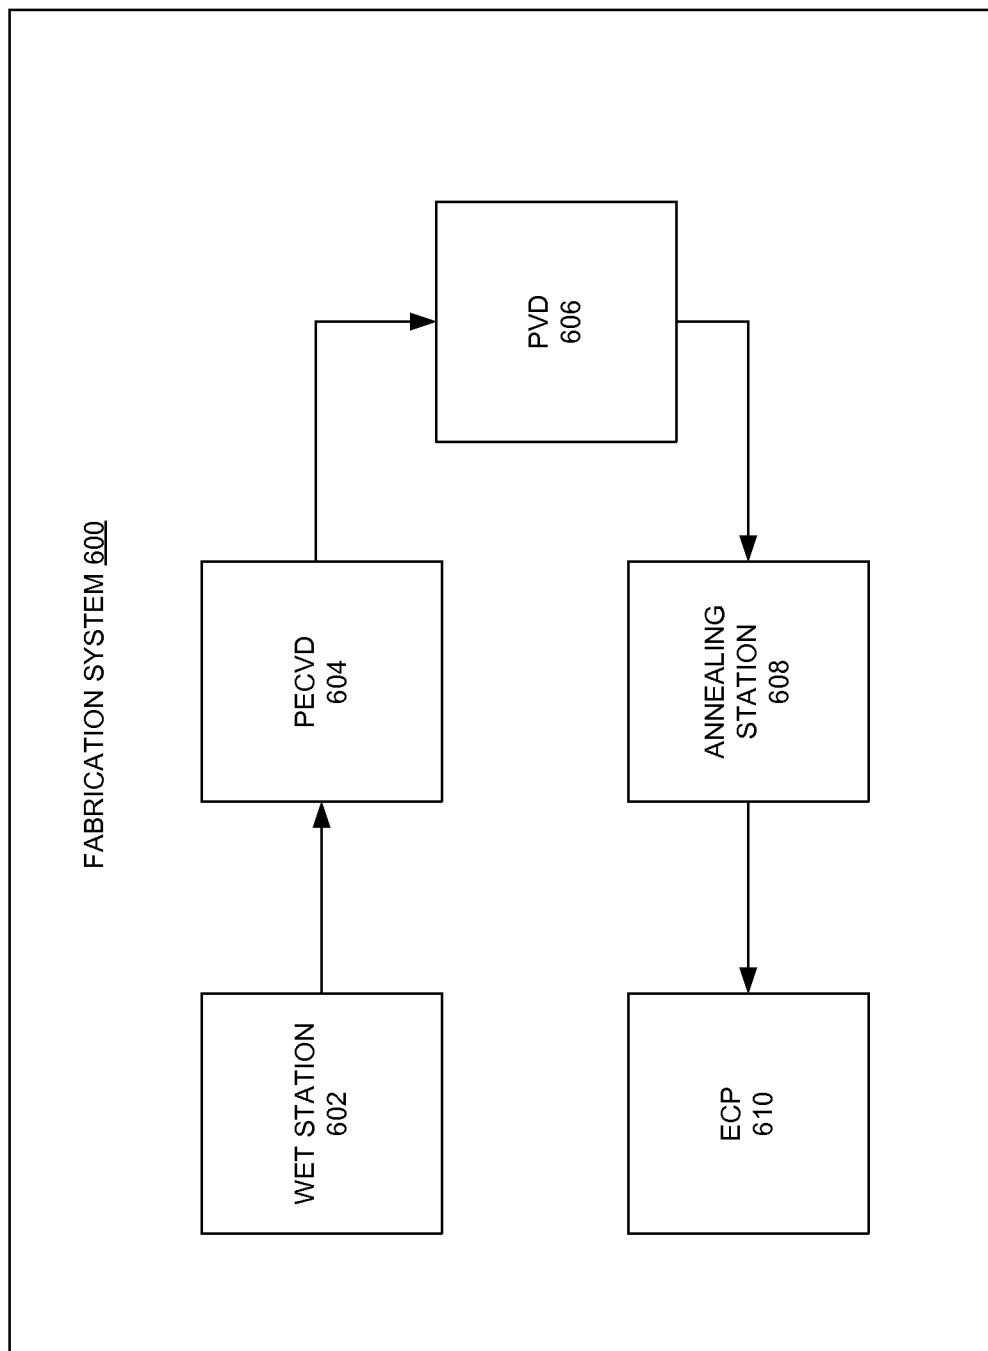 FABRICATION SYSTEM 600
WET STATION
602
PECVD
604
PVD
606
ANNEALING
STATION
608
ECP
610